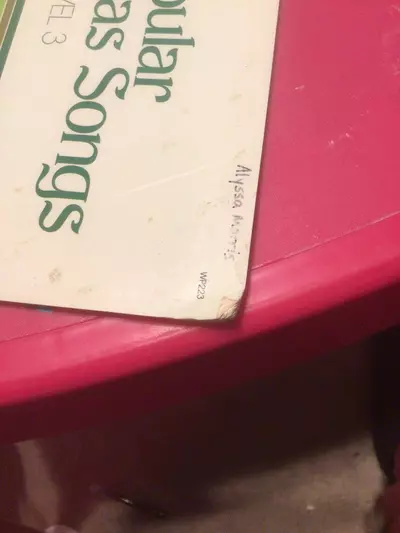 pular
as Songs
VEL 3
Alyssa Morris
WP223